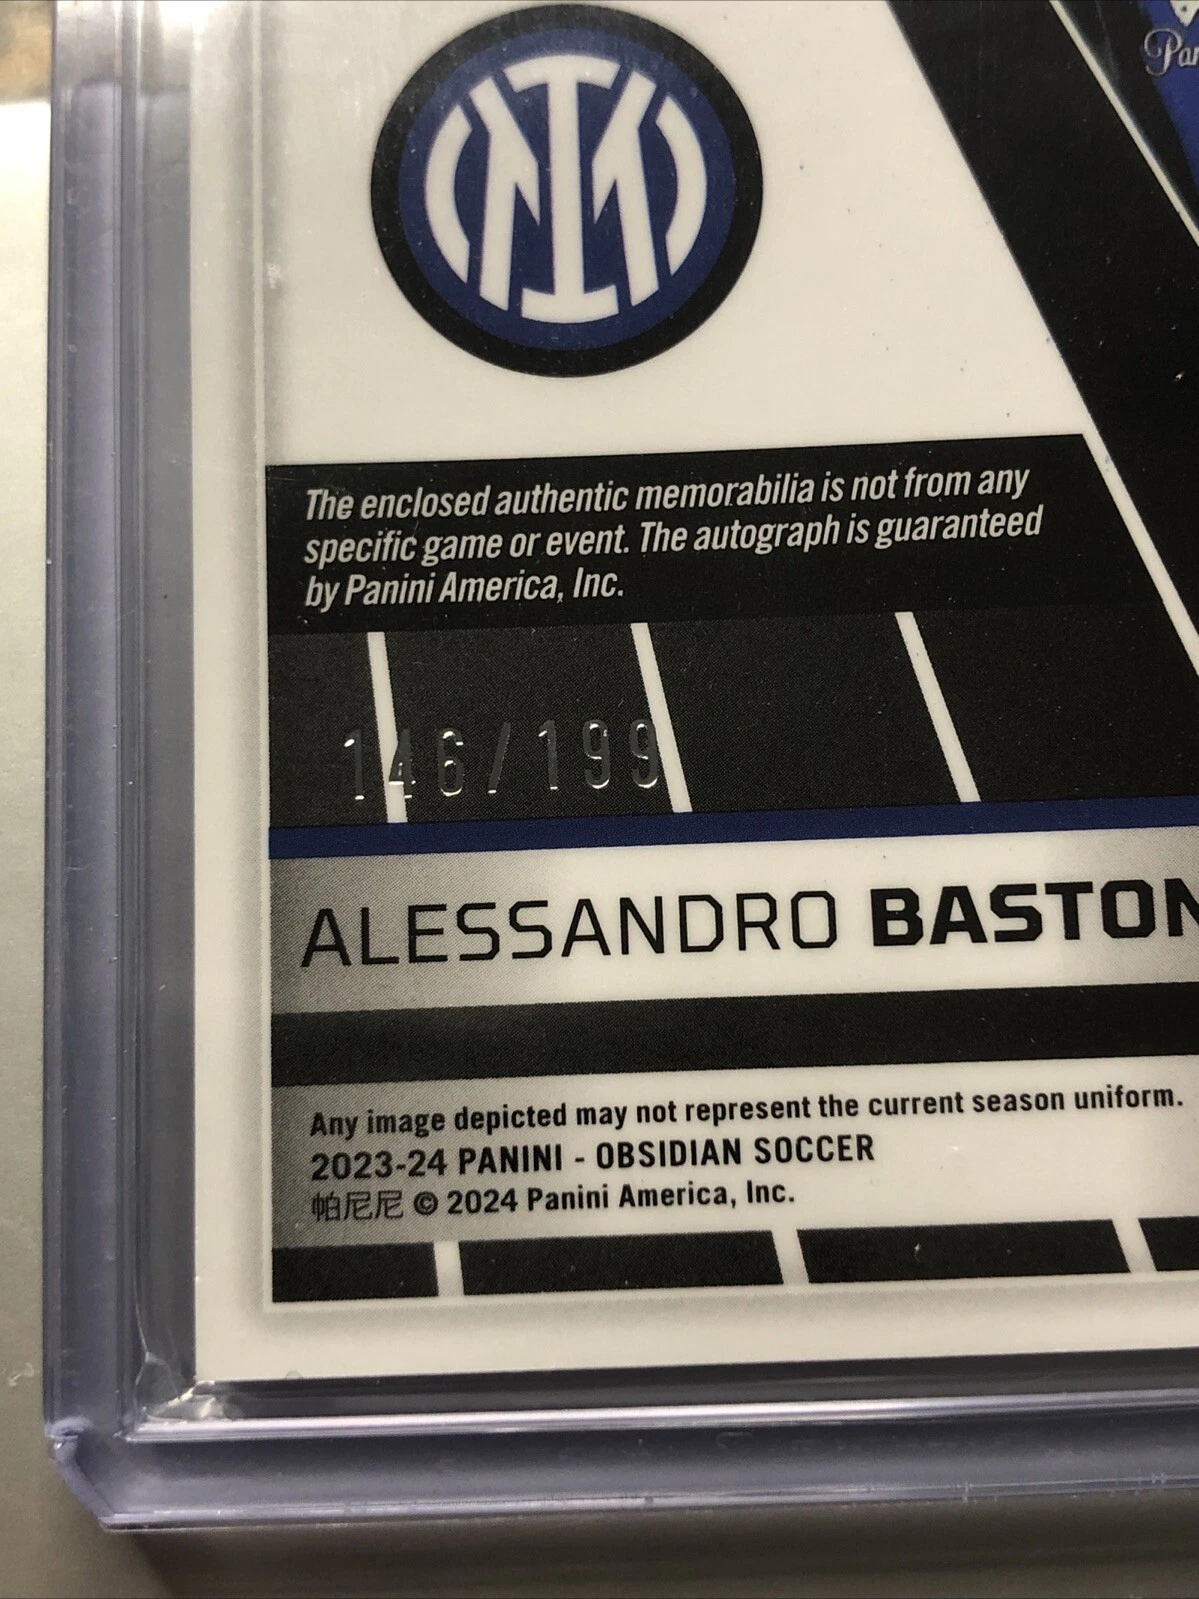 The enclosed authentic memorabilia is not from any
specific game or event. The autograph is guaranteed
by Panini America, Inc.
146/199
ALESSANDRO BASTON
Any image depicted may not represent the current season uniform.
2023-24 PANINI - OBSIDIAN SOCCER
帕尼尼 © 2024 Panini America, Inc.